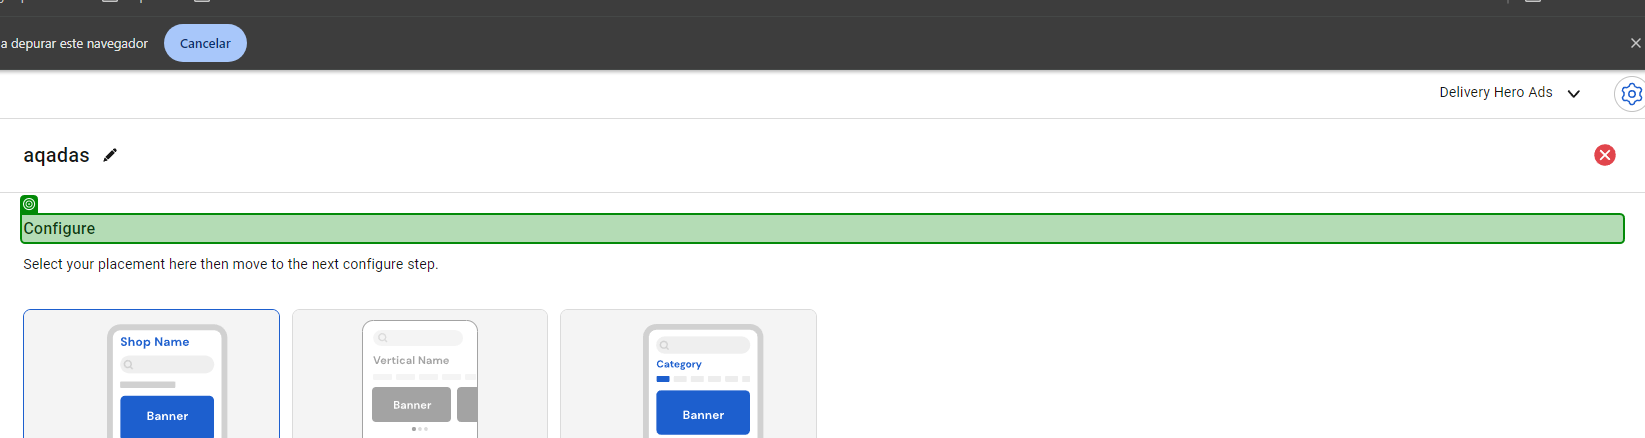 a depurar este navegador Cancelar
Delivery Hero Ads
aqadas
Configure
Select your placement here then move to the next configure step.
Shop Name
Banner
Vertical Name
Banner
Category
Banner